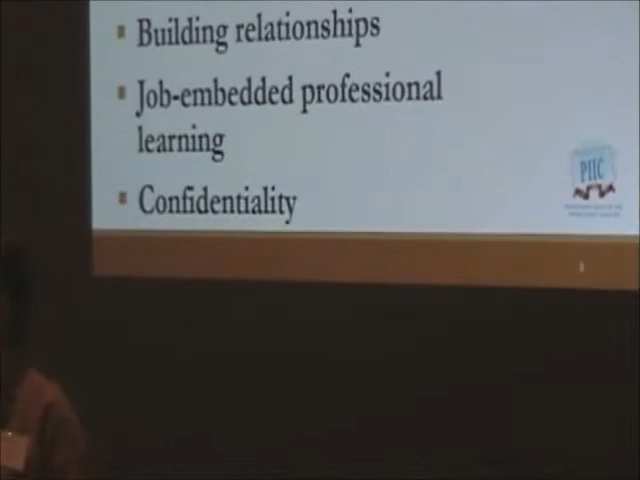 Building relationships
Job-embedded professional
learning
Confidentiality
PIIC